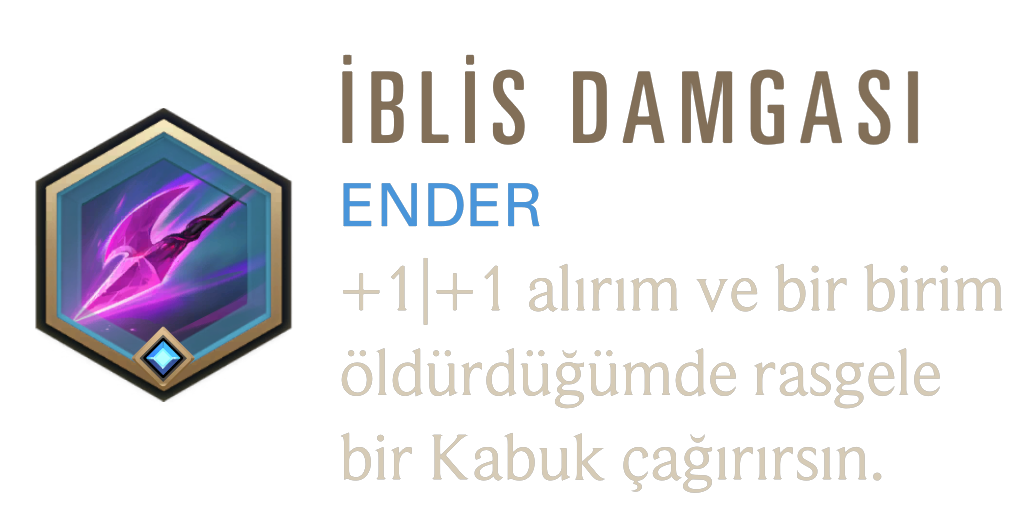 İBLİS DAMGASI
ENDER
+1|+1 alırım ve bir birim
öldürdüğümde rasgele
bir Kabuk çağırırsın.